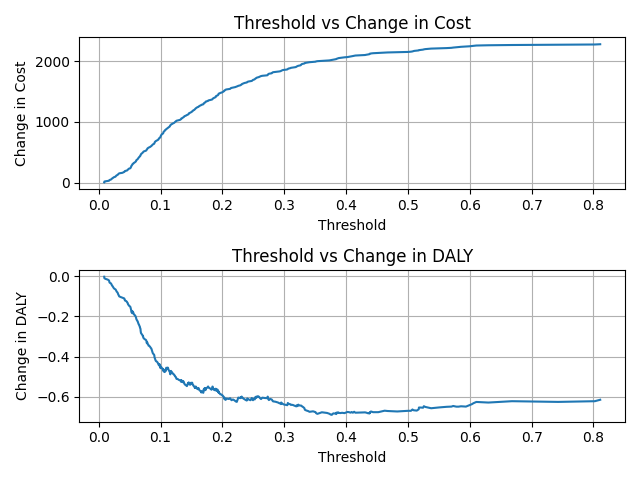 Threshold vs Change in Cost
Change in Cost
2000
1000
0
0.0 0.1 0.2 0.3 0.4 0.5 0.6 0.7 0.8
Threshold
Threshold vs Change in DALY
Change in DALY
0.0
−0.2
−0.4
−0.6
0.0 0.1 0.2 0.3 0.4 0.5 0.6 0.7 0.8
Threshold